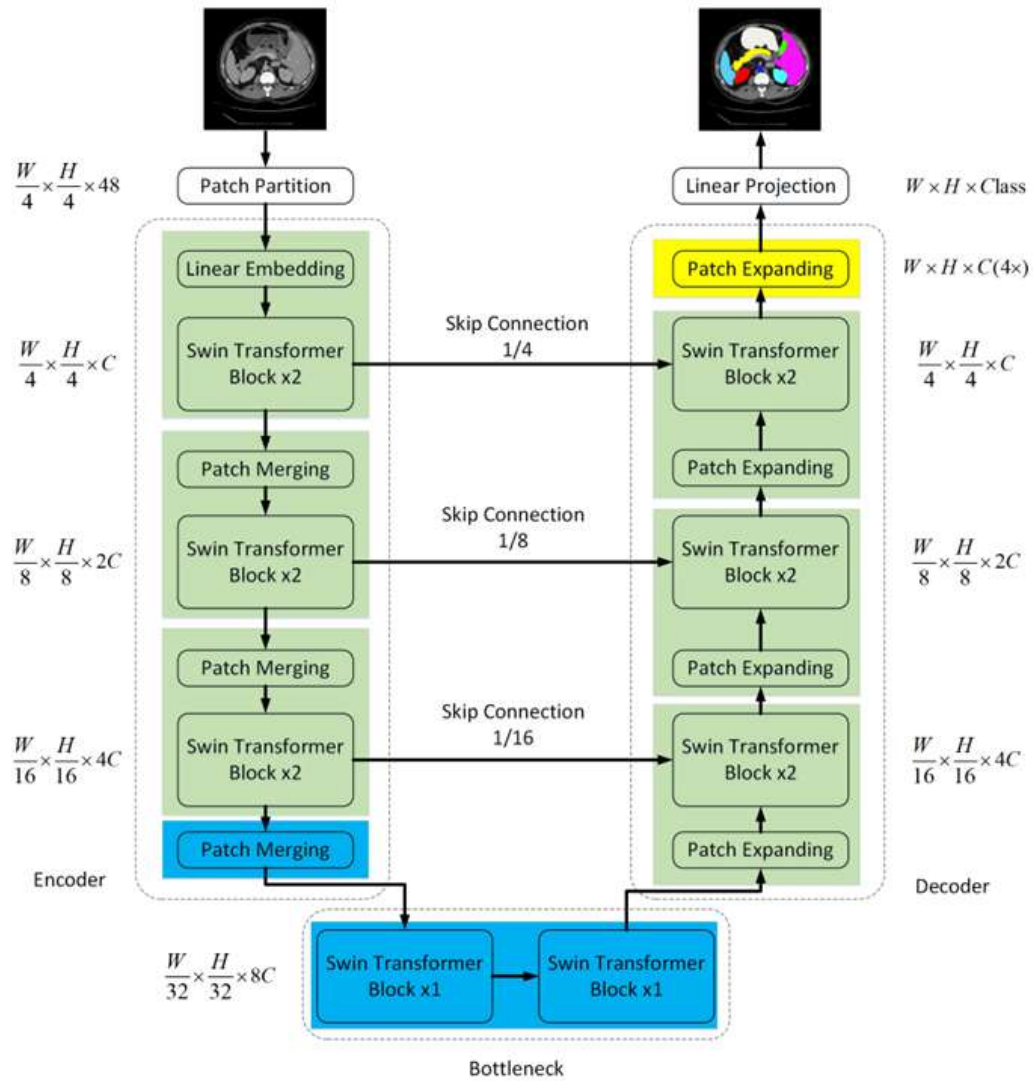 W/4 × H/4 × 48
Patch Partition
Linear Projection
W × H × Class
Linear Embedding
Patch Expanding
W × H × C(4×)
W/4 × H/4 × C
Swin Transformer
Block x2
Skip Connection
1/4
Swin Transformer
Block x2
W/4 × H/4 × C
Patch Merging
Patch Expanding
W/8 × H/8 × 2C
Swin Transformer
Block x2
Skip Connection
1/8
Swin Transformer
Block x2
W/8 × H/8 × 2C
Patch Merging
Patch Expanding
W/16 × H/16 × 4C
Swin Transformer
Block x2
Skip Connection
1/16
Swin Transformer
Block x2
W/16 × H/16 × 4C
Patch Merging
Patch Expanding
Encoder
Decoder
W/32 × H/32 × 8C
Swin Transformer
Block x1
Swin Transformer
Block x1
Bottleneck